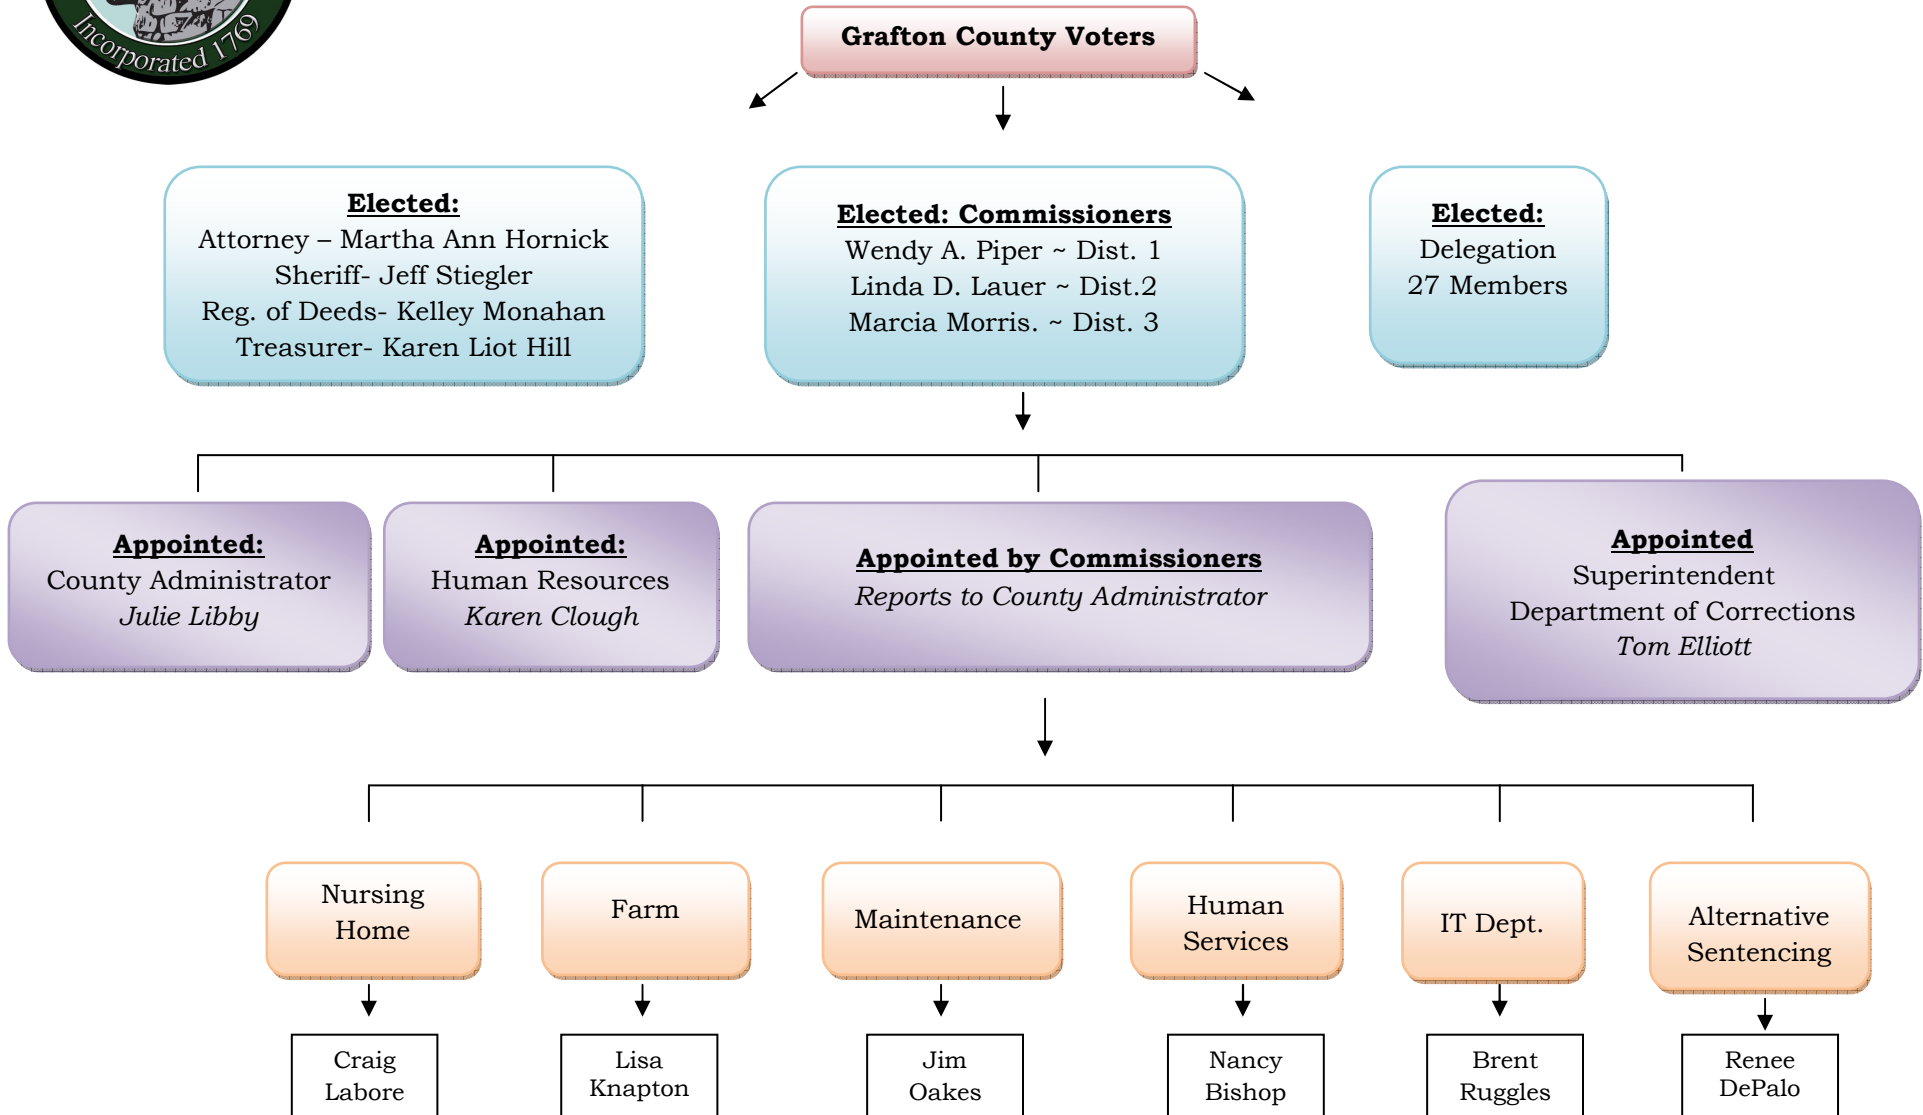 Incorporated 1769
Grafton County Voters
Elected:
Attorney – Martha Ann Hornick
Sheriff- Jeff Stiegler
Reg. of Deeds- Kelley Monahan
Treasurer- Karen Liot Hill
Elected: Commissioners
Wendy A. Piper ~ Dist. 1
Linda D. Lauer ~ Dist.2
Marcia Morris. ~ Dist. 3
Elected:
Delegation
27 Members
Appointed:
County Administrator
Julie Libby
Appointed:
Human Resources
Karen Clough
Appointed by Commissioners
Reports to County Administrator
Appointed
Superintendent
Department of Corrections
Tom Elliott
Nursing
Home
Farm
Maintenance
Human
Services
IT Dept.
Alternative
Sentencing
Craig
Labore
Lisa
Knapton
Jim
Oakes
Nancy
Bishop
Brent
Ruggles
Renee
DePalo